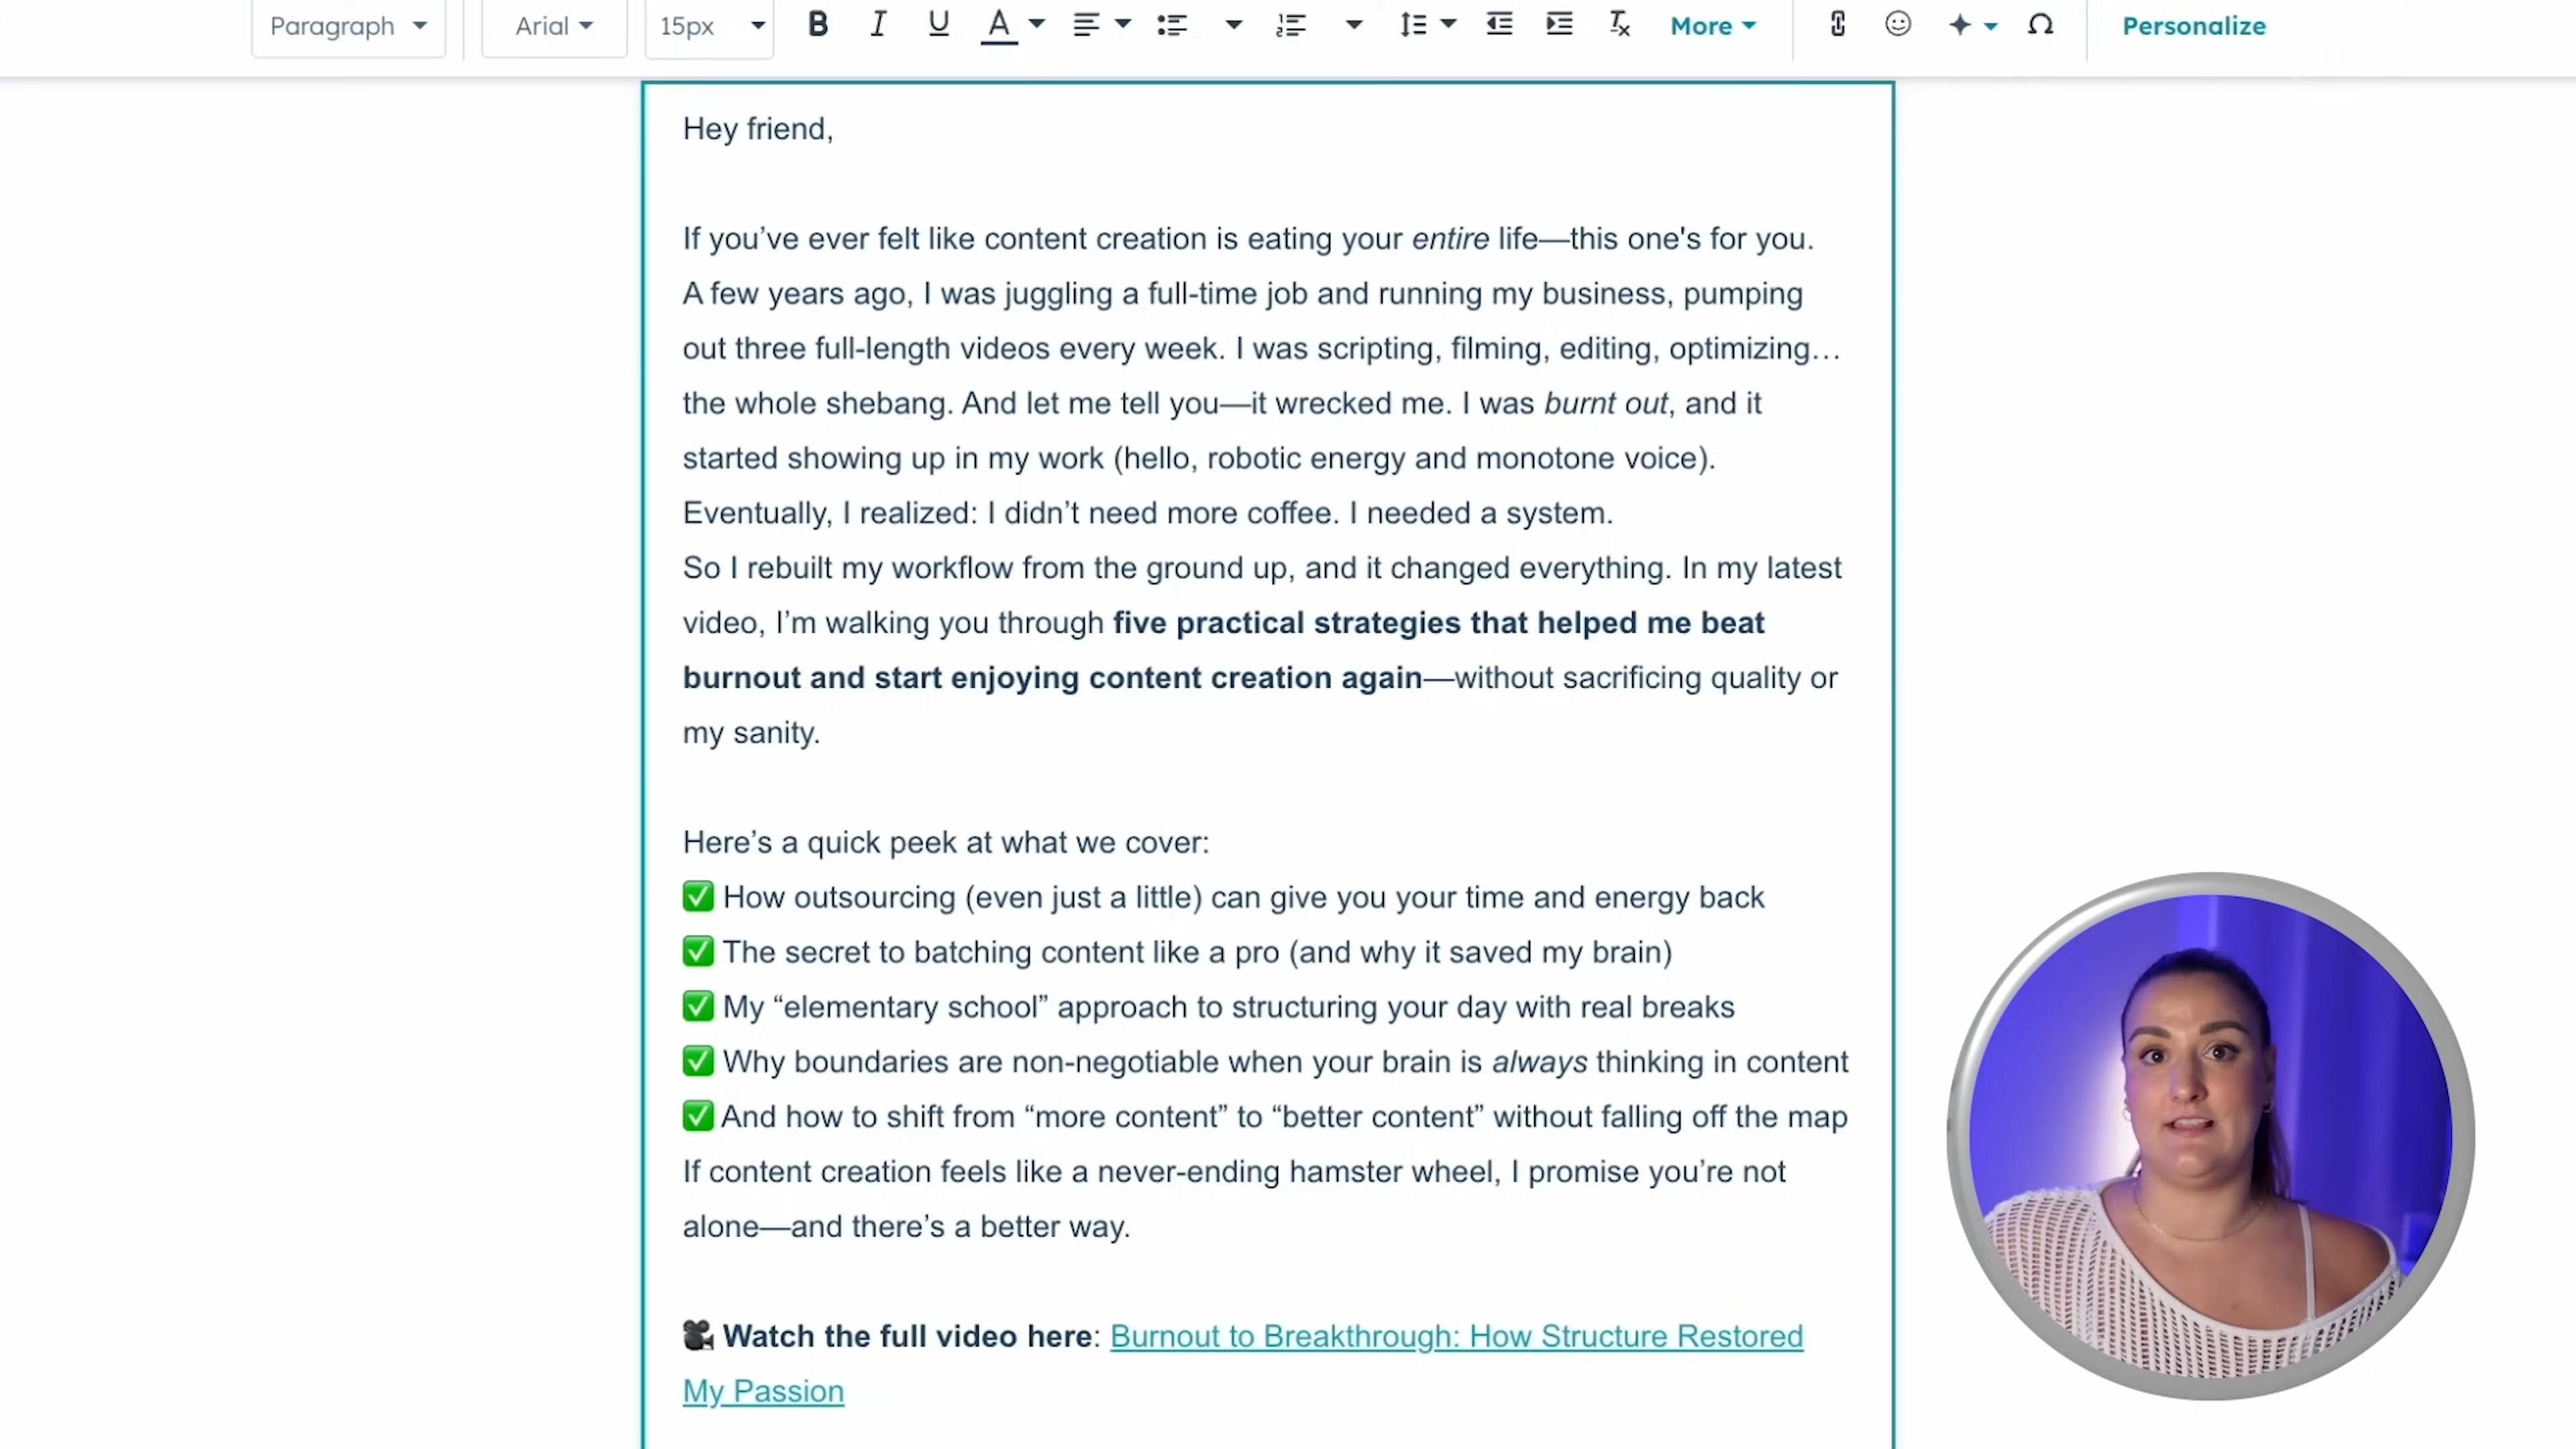 Paragraph Arial 15px B I U A More Personalize
Hey friend,
If you’ve ever felt like content creation is eating your entire life—this one's for you.
A few years ago, I was juggling a full-time job and running my business, pumping
out three full-length videos every week. I was scripting, filming, editing, optimizing…
the whole shebang. And let me tell you—it wrecked me. I was burnt out, and it
started showing up in my work (hello, robotic energy and monotone voice).
Eventually, I realized: I didn’t need more coffee. I needed a system.
So I rebuilt my workflow from the ground up, and it changed everything. In my latest
video, I’m walking you through five practical strategies that helped me beat
burnout and start enjoying content creation again—without sacrificing quality or
my sanity.
Here’s a quick peek at what we cover:
✅ How outsourcing (even just a little) can give you your time and energy back
✅ The secret to batching content like a pro (and why it saved my brain)
✅ My “elementary school” approach to structuring your day with real breaks
✅ Why boundaries are non-negotiable when your brain is always thinking in content
✅ And how to shift from “more content” to “better content” without falling off the map
If content creation feels like a never-ending hamster wheel, I promise you’re not
alone—and there’s a better way.
🎥 Watch the full video here: Burnout to Breakthrough: How Structure Restored
My Passion